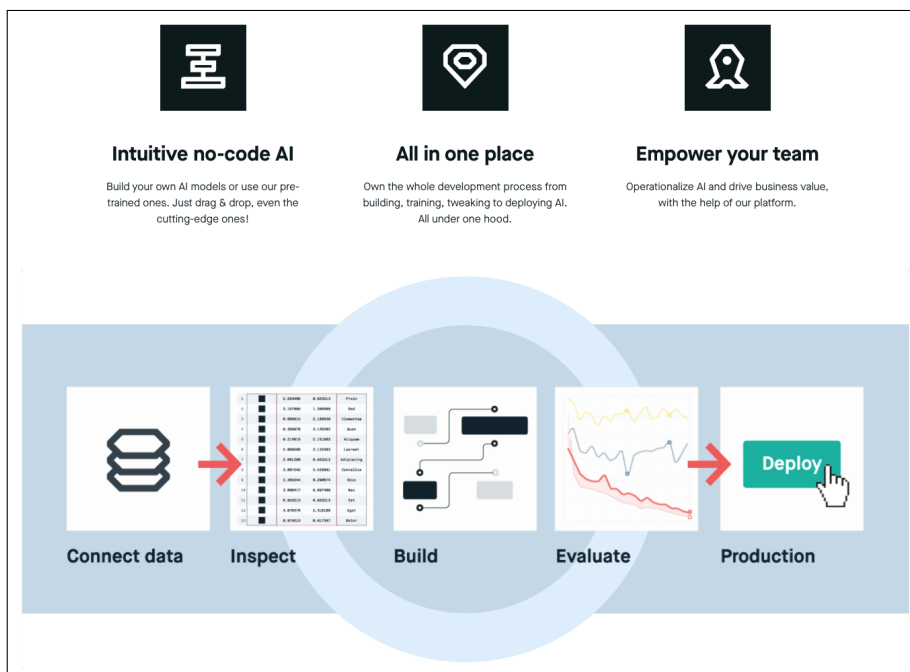 Intuitive no-code AI
Build your own AI models or use our pre-
trained ones. Just drag & drop, even the
cutting-edge ones!
All in one place
Own the whole development process from
building, training, tweaking to deploying AI.
All under one hood.
Empower your team
Operationalize AI and drive business value,
with the help of our platform.
Deploy
Connect data
Inspect
Build
Evaluate
Production